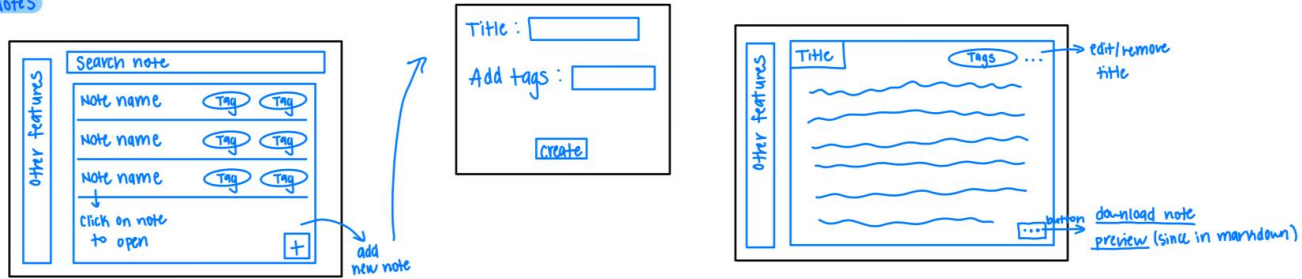 Notes
Other features
Search note
Note name Tag Tag
Note name Tag Tag
Note name Tag Tag
Click on note
to open
+
add
new note
Title :
Add tags :
Create
Other features
Title Tags ...
edit/remove
title
...
button
download note
preview (since in markdown)